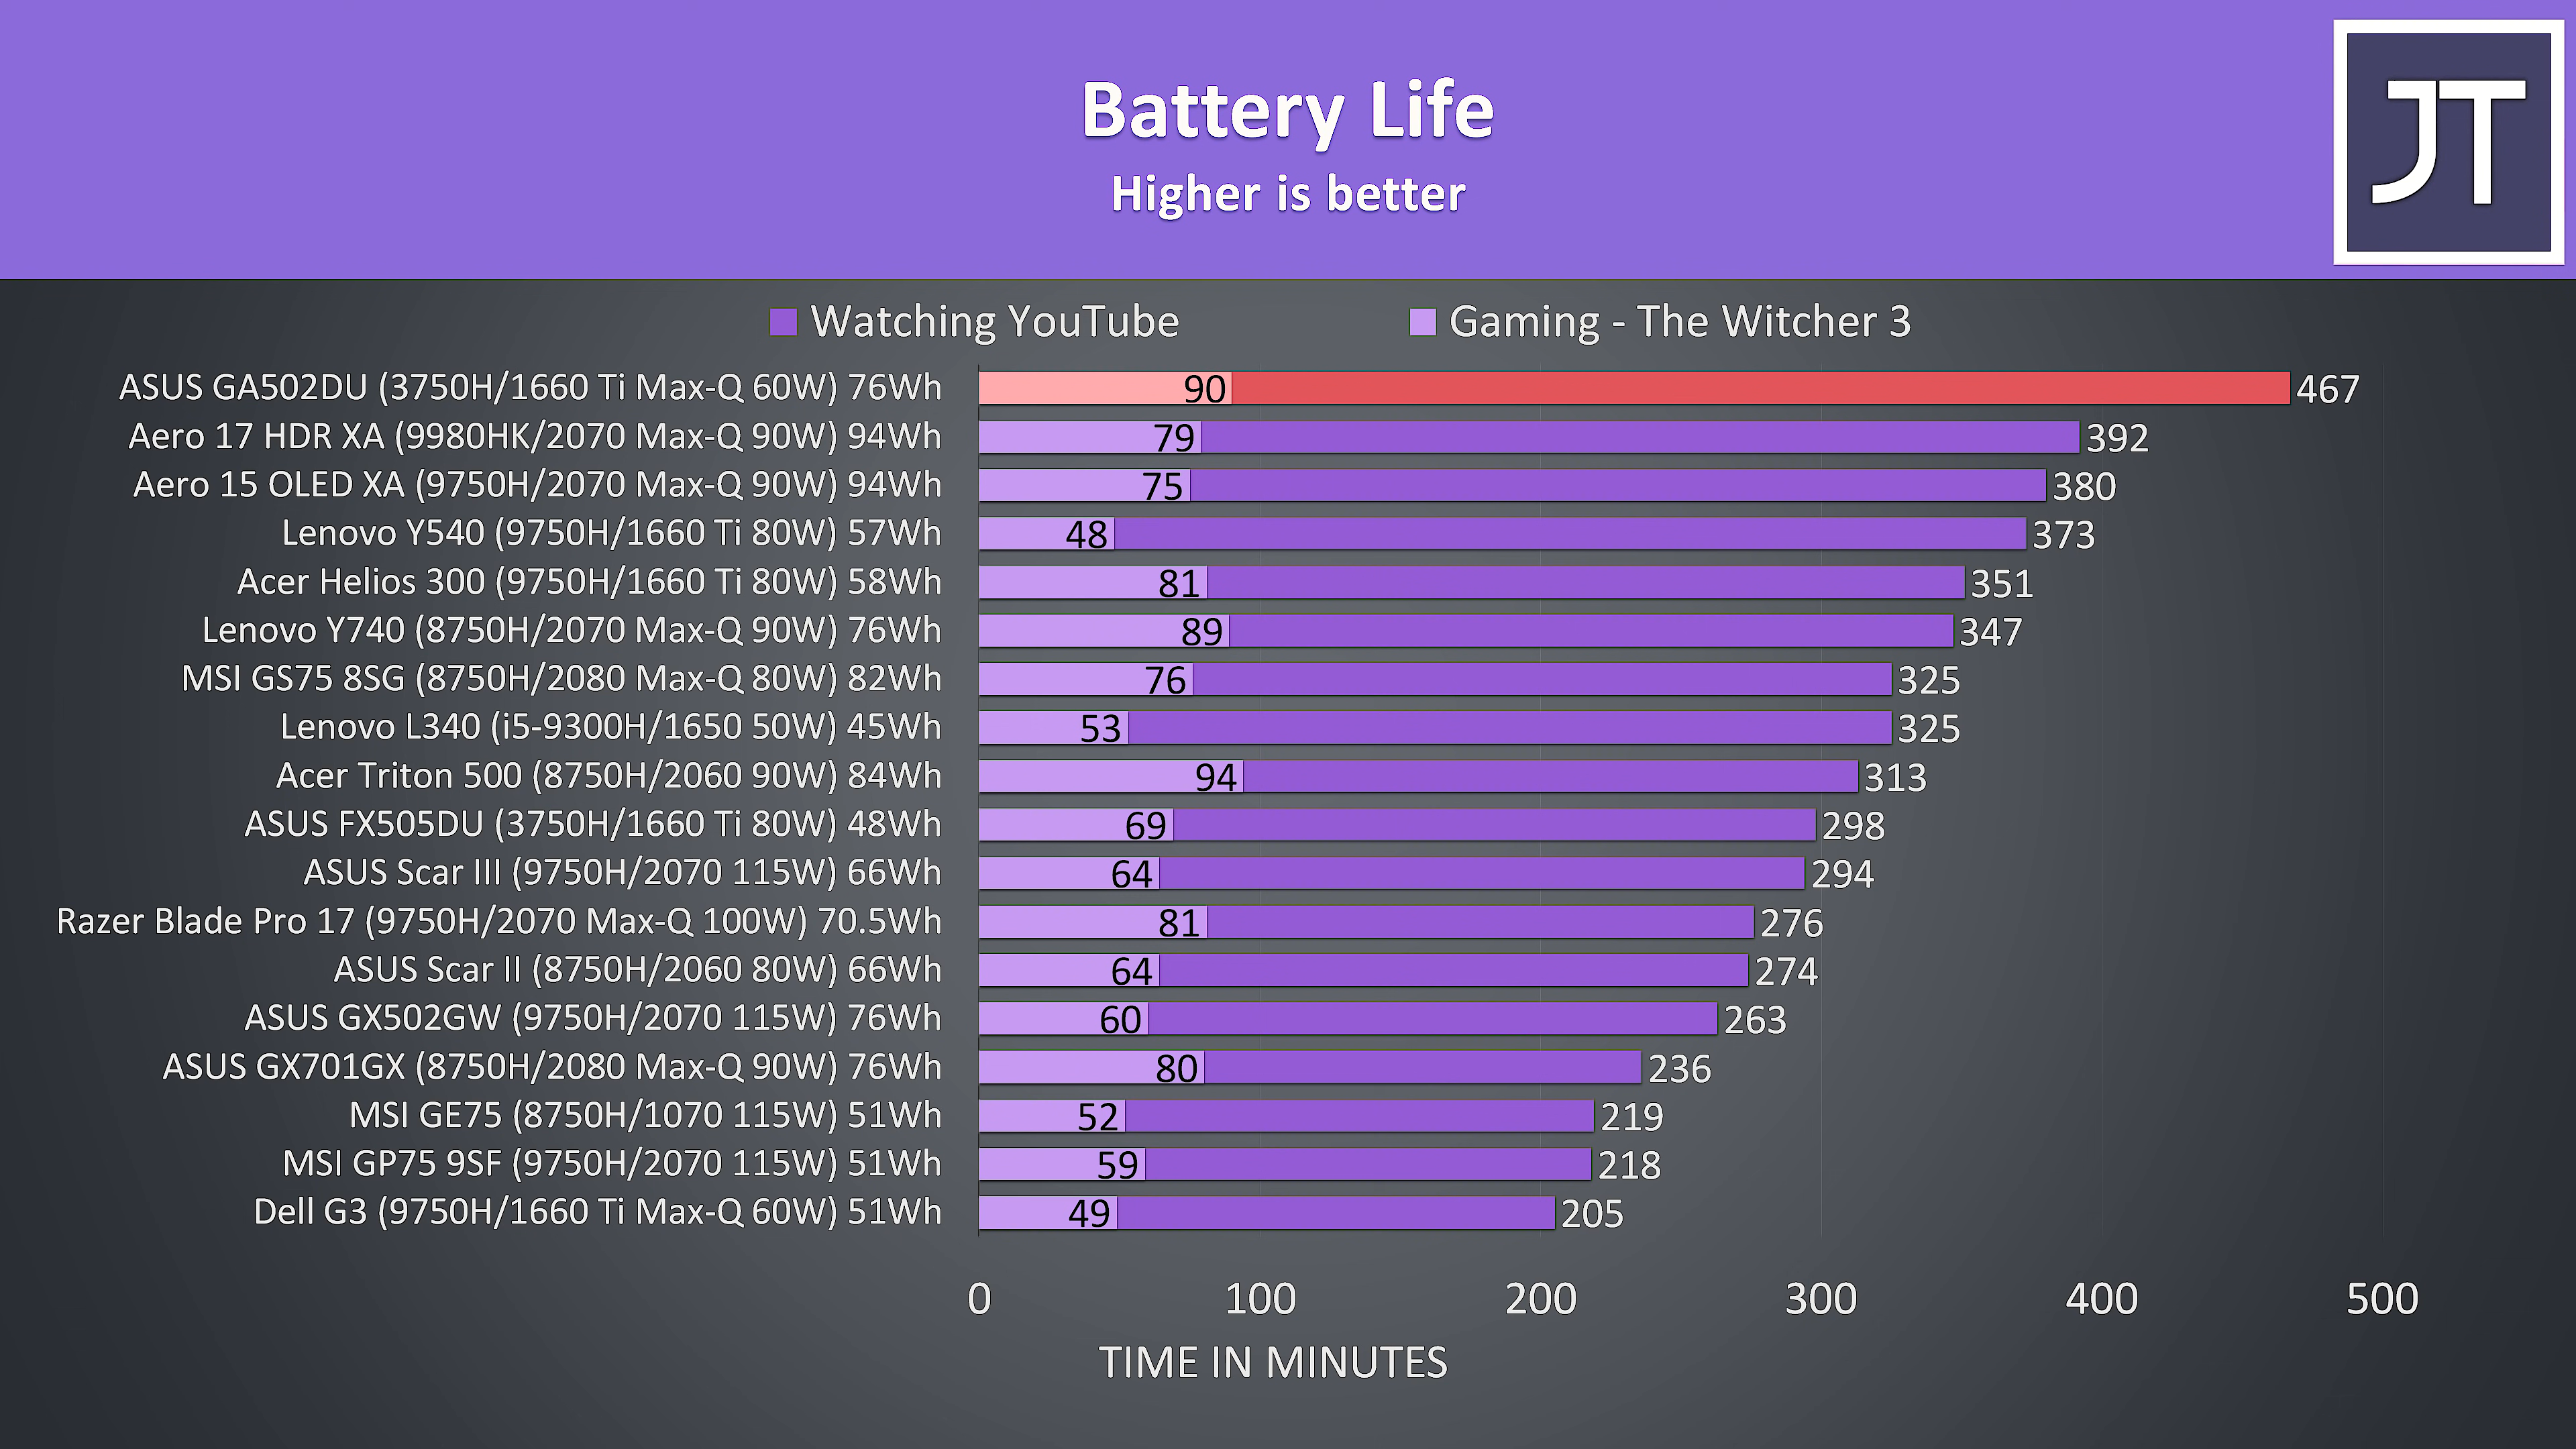 Battery Life
Higher is better
JT
Watching YouTube Gaming - The Witcher 3
ASUS GA502DU (3750H/1660 Ti Max-Q 60W) 76Wh 90 467
Aero 17 HDR XA (9980HK/2070 Max-Q 90W) 94Wh 79 392
Aero 15 OLED XA (9750H/2070 Max-Q 90W) 94Wh 75 380
Lenovo Y540 (9750H/1660 Ti 80W) 57Wh 48 373
Acer Helios 300 (9750H/1660 Ti 80W) 58Wh 81 351
Lenovo Y740 (8750H/2070 Max-Q 90W) 76Wh 89 347
MSI GS75 8SG (8750H/2080 Max-Q 80W) 82Wh 76 325
Lenovo L340 (i5-9300H/1650 50W) 45Wh 53 325
Acer Triton 500 (8750H/2060 90W) 84Wh 94 313
ASUS FX505DU (3750H/1660 Ti 80W) 48Wh 69 298
ASUS Scar III (9750H/2070 115W) 66Wh 64 294
Razer Blade Pro 17 (9750H/2070 Max-Q 100W) 70.5Wh 81 276
ASUS Scar II (8750H/2060 80W) 66Wh 64 274
ASUS GX502GW (9750H/2070 115W) 76Wh 60 263
ASUS GX701GX (8750H/2080 Max-Q 90W) 76Wh 80 236
MSI GE75 (8750H/1070 115W) 51Wh 52 219
MSI GP75 9SF (9750H/2070 115W) 51Wh 59 218
Dell G3 (9750H/1660 Ti Max-Q 60W) 51Wh 49 205
0 100 200 300 400 500
TIME IN MINUTES